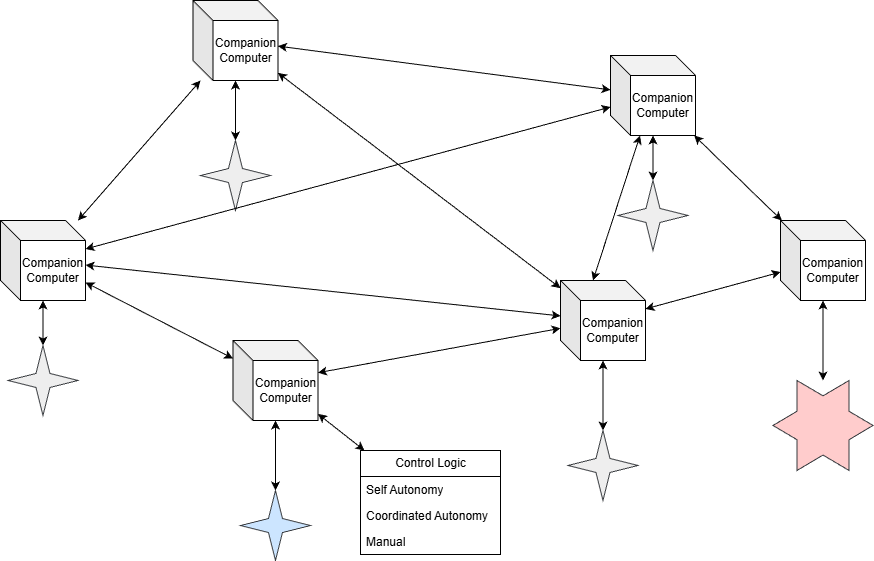 Companion
Computer
Companion
Computer
Companion
Computer
Companion
Computer
Companion
Computer
Companion
Computer
Control Logic
Self Autonomy
Coordinated Autonomy
Manual